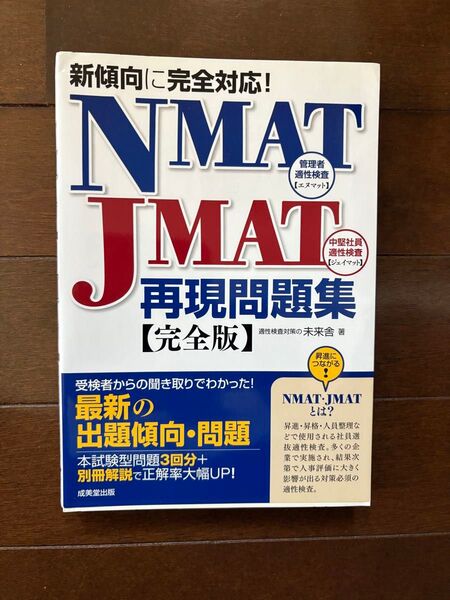 新傾向に完全対応！
NMAT
管理者
適性検査
【エヌマット】
JMAT
中堅社員
適性検査
【ジェイマット】
再現問題集
【完全版】
適性検査対策の 未来舎 著
受検者からの聞き取りでわかった！
最新の
出題傾向・問題
本試験型問題3回分＋
別冊解説で正解率大幅UP！
成美堂出版
昇進に
つながる！
NMAT・JMAT
とは？
昇進・昇格・人員整理な
どで使用される社員選
抜適性検査。多くの企
業で実施され、結果次
第で人事評価に大きく
影響が出る対策必須の
適性検査。